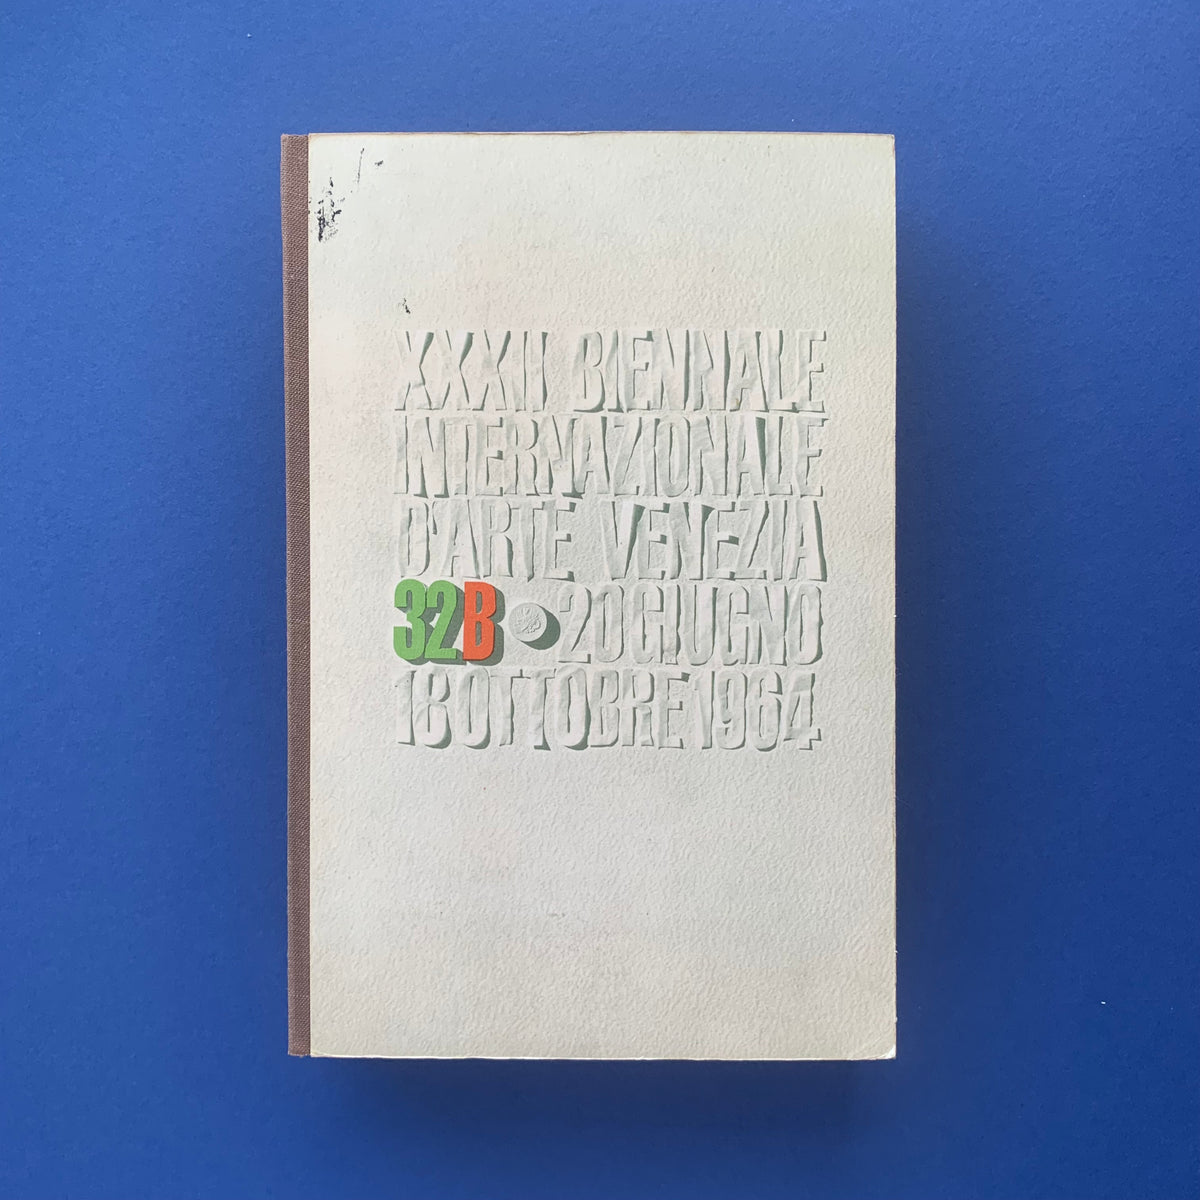 XXXII BIENNALE
INTERNAZIONALE
D'ARTE VENEZIA
32B 20 GIUGNO
18 OTTOBRE 1964